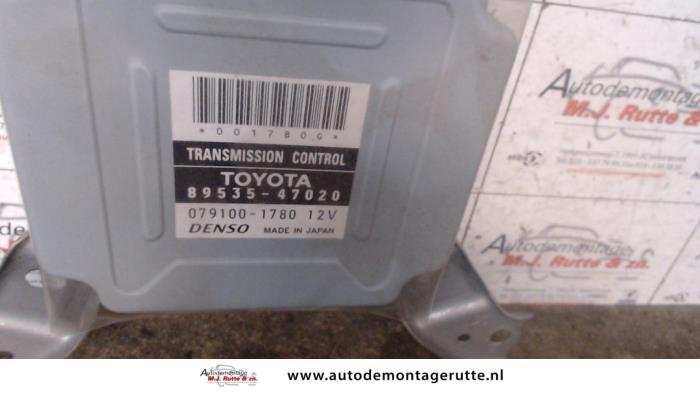 *001780G*
TRANSMISSION CONTROL
TOYOTA
89535-47020
079100-1780 12V
DENSO MADE IN JAPAN
Autodemontage
M.J. Rutte & zn.
Autodemontage
M.J. Rutte & zn.
Autodemontage
M.J. Rutte & zn.
www.autodemontagerutte.nl